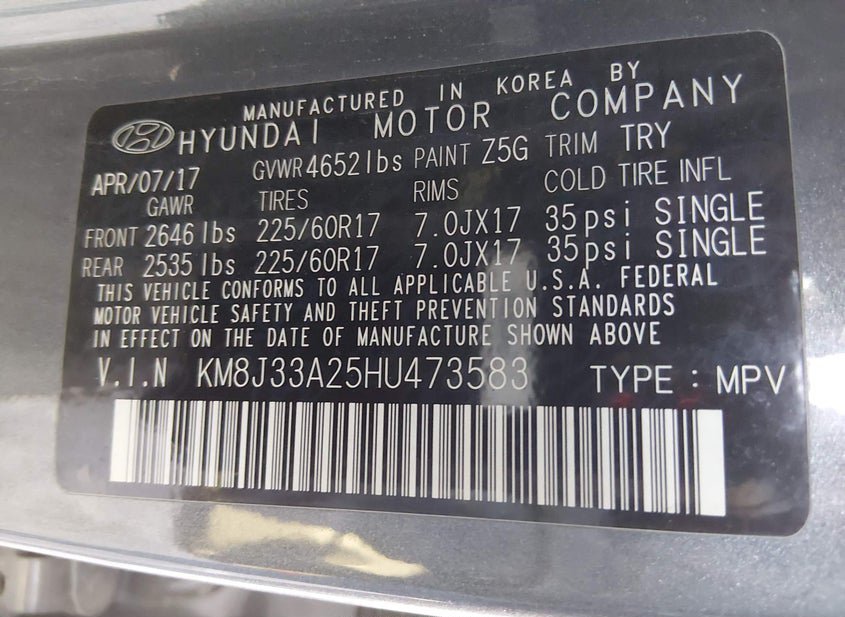 MANUFACTURED IN KOREA BY
HYUNDAI MOTOR COMPANY
APR/07/17 GVWR 4652 lbs PAINT Z5G TRIM TRY
GAWR TIRES RIMS COLD TIRE INFL
FRONT 2646 lbs 225/60R17 7.0JX17 35psi SINGLE
REAR 2535 lbs 225/60R17 7.0JX17 35psi SINGLE
THIS VEHICLE CONFORMS TO ALL APPLICABLE U.S.A. FEDERAL
MOTOR VEHICLE SAFETY AND THEFT PREVENTION STANDARDS
IN EFFECT ON THE DATE OF MANUFACTURE SHOWN ABOVE
V.I.N KM8J33A25HU473583 TYPE : MPV